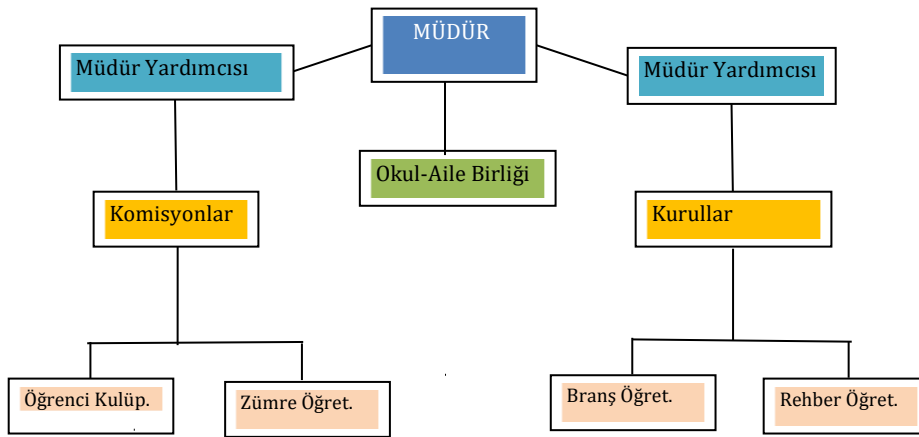 MÜDÜR
Müdür Yardımcısı
Müdür Yardımcısı
Okul-Aile Birliği
Komisyonlar
Kurullar
Öğrenci Kulüp.
Zümre Öğret.
Branş Öğret.
Rehber Öğret.